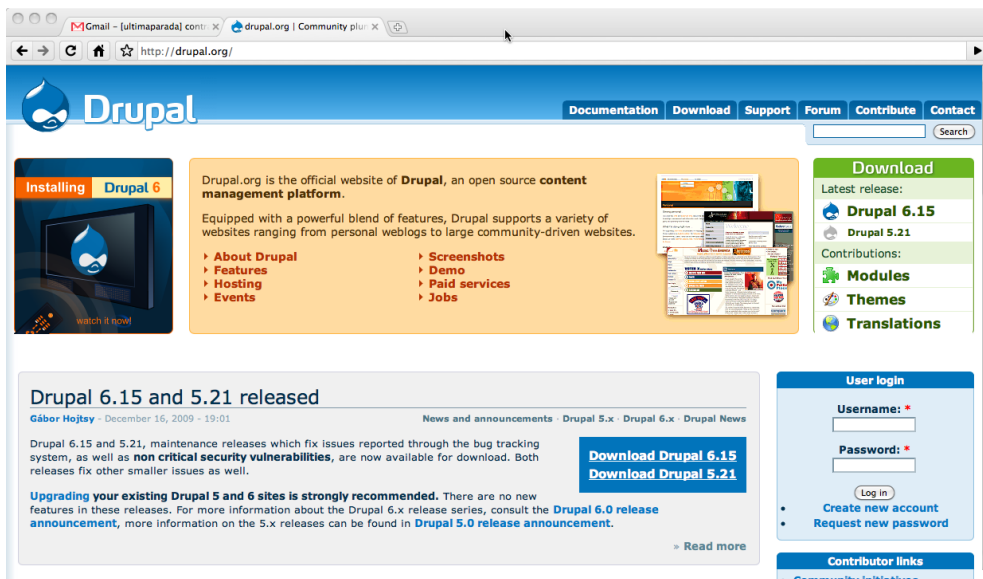 Gmail - [ultimaparada] contr
drupal.org | Community plun
http://drupal.org/
Drupal
Documentation Download Support Forum Contribute Contact
Search
Installing Drupal 6
watch it now!
Drupal.org is the official website of Drupal, an open source content
management platform.
Equipped with a powerful blend of features, Drupal supports a variety of
websites ranging from personal weblogs to large community-driven websites.
About Drupal
Features
Hosting
Events
Screenshots
Demo
Paid services
Jobs
Download
Latest release:
Drupal 6.15
Drupal 5.21
Contributions:
Modules
Themes
Translations
Drupal 6.15 and 5.21 released
Gábor Hojtsy - December 16, 2009 - 19:01
News and announcements · Drupal 5.x · Drupal 6.x · Drupal News
Drupal 6.15 and 5.21, maintenance releases which fix issues reported through the bug tracking
system, as well as non critical security vulnerabilities, are now available for download. Both
releases fix other smaller issues as well.
Download Drupal 6.15
Download Drupal 5.21
Upgrading your existing Drupal 5 and 6 sites is strongly recommended. There are no new
features in these releases. For more information about the Drupal 6.x release series, consult the Drupal 6.0 release
announcement, more information on the 5.x releases can be found in Drupal 5.0 release announcement.
» Read more
User login
Username: *
Password: *
Log in
Create new account
Request new password
Contributor links
Community initiatives